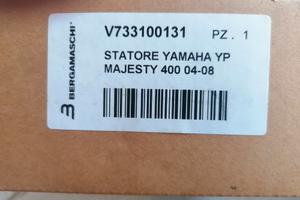 V733100131 PZ . 1
STATORE YAMAHA YP
MAJESTY 400 04-08
BERGAMASCHI